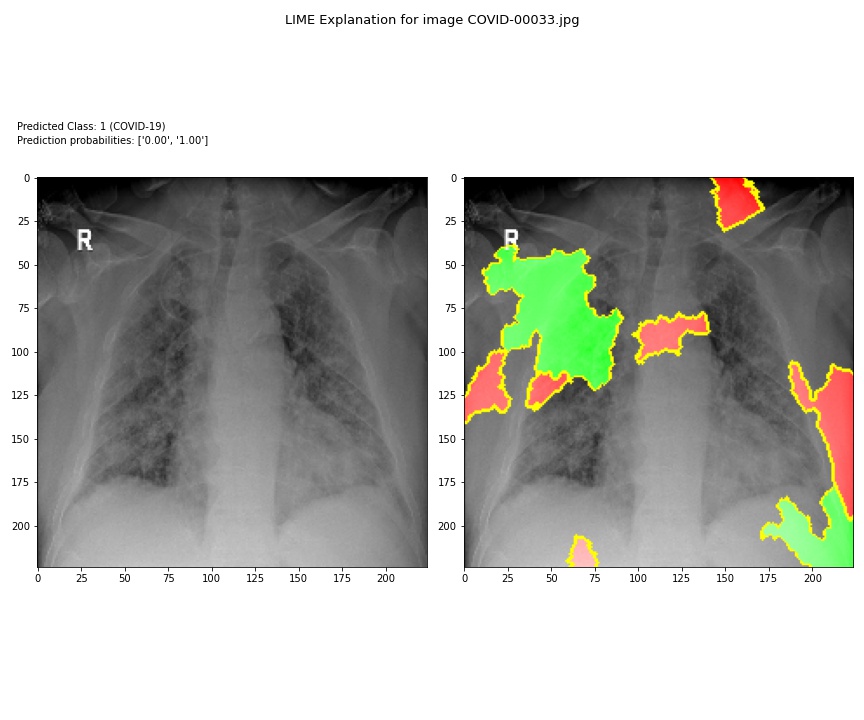 LIME Explanation for image COVID-00033.jpg
Predicted Class: 1 (COVID-19)
Prediction probabilities: ['0.00', '1.00']
0
25
50
75
100
125
150
175
200
0 25 50 75 100 125 150 175 200
R
0
25
50
75
100
125
150
175
200
0 25 50 75 100 125 150 175 200
R